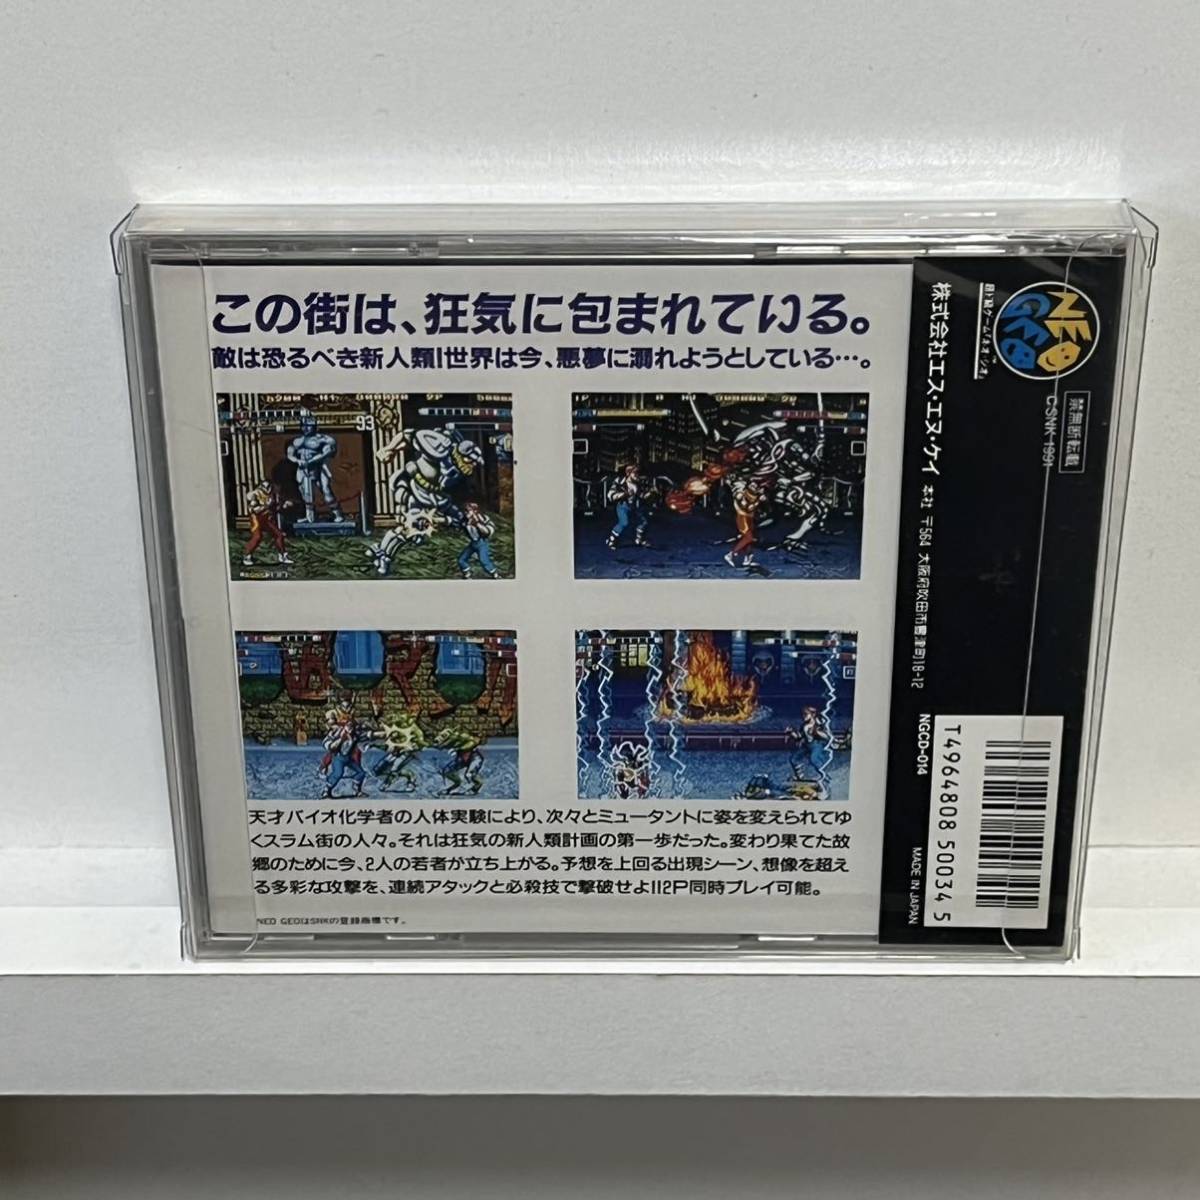 この街は、狂気に包まれている。
敵は恐るべき新人類!世界は今、悪夢に溺れようとしている…。
93
天才バイオ化学者の人体実験により、次々とミュータントに姿を変えられてゆ
くスラム街の人々。それは狂気の新人類計画の第一歩だった。変わり果てた故
郷のために今、2人の若者が立ち上がる。予想を上回る出現シーン、想像を超え
る多彩な攻撃を、連続アタックと必殺技で撃破せよ!!2P同時プレイ可能。
NEO GEOはSNKの登録商標です。
NEO
GEO
株式会社エス・エヌ・ケイ 本社 〒564 大阪府吹田市豊津町18-12
禁無断転載
©SNK 1991
NGCD-014
T4964808 50034 5
MADE IN JAPAN